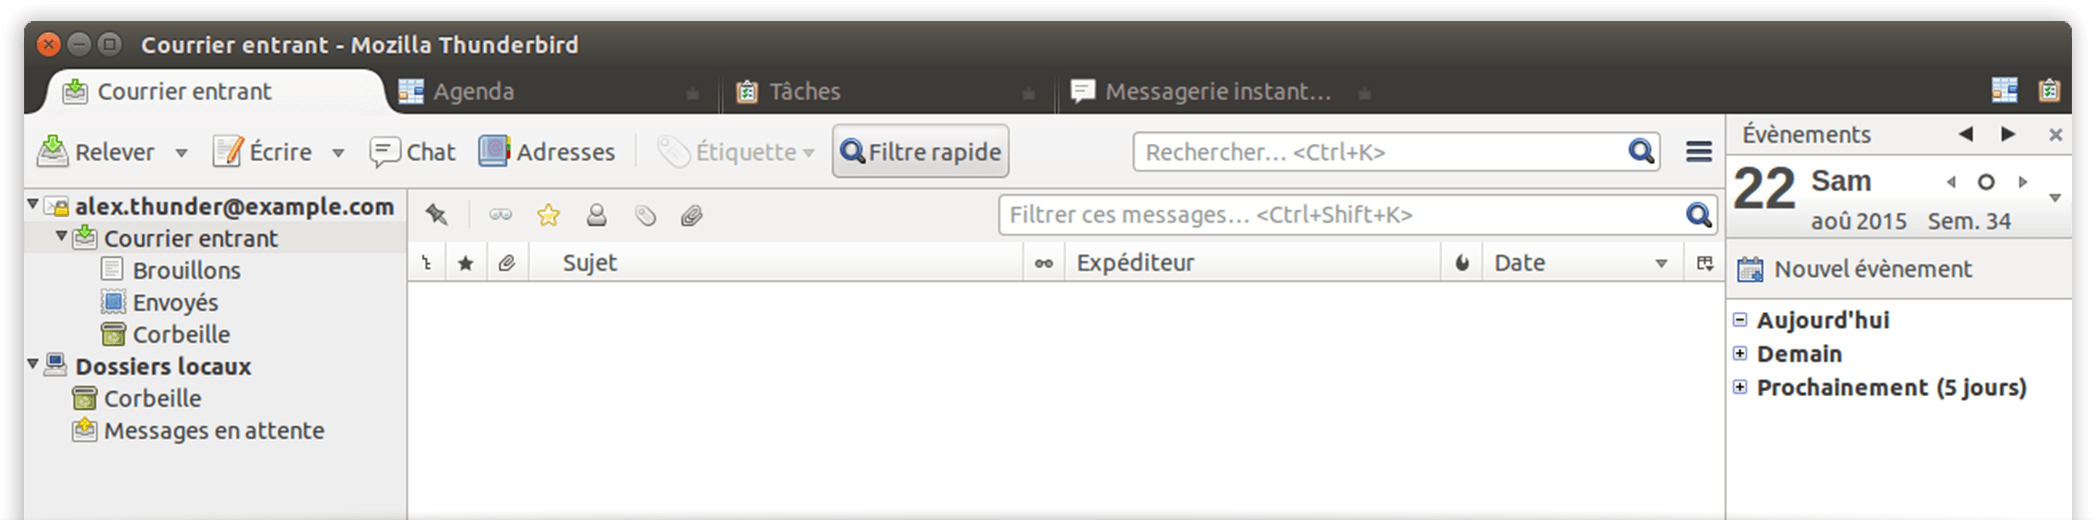 Courrier entrant - Mozilla Thunderbird
Courrier entrant
Agenda
Tâches
Messagerie instant...
Relever
Écrire
Chat
Adresses
Étiquette
Filtre rapide
Rechercher... <Ctrl+K>
alex.thunder@example.com
Courrier entrant
Brouillons
Envoyés
Corbeille
Dossiers locaux
Corbeille
Messages en attente
Filtrer ces messages... <Ctrl+Shift+K>
Sujet
Expéditeur
Date
Évènements
22
Sam
aoû 2015 Sem. 34
Nouvel évènement
Aujourd'hui
Demain
Prochainement (5 jours)